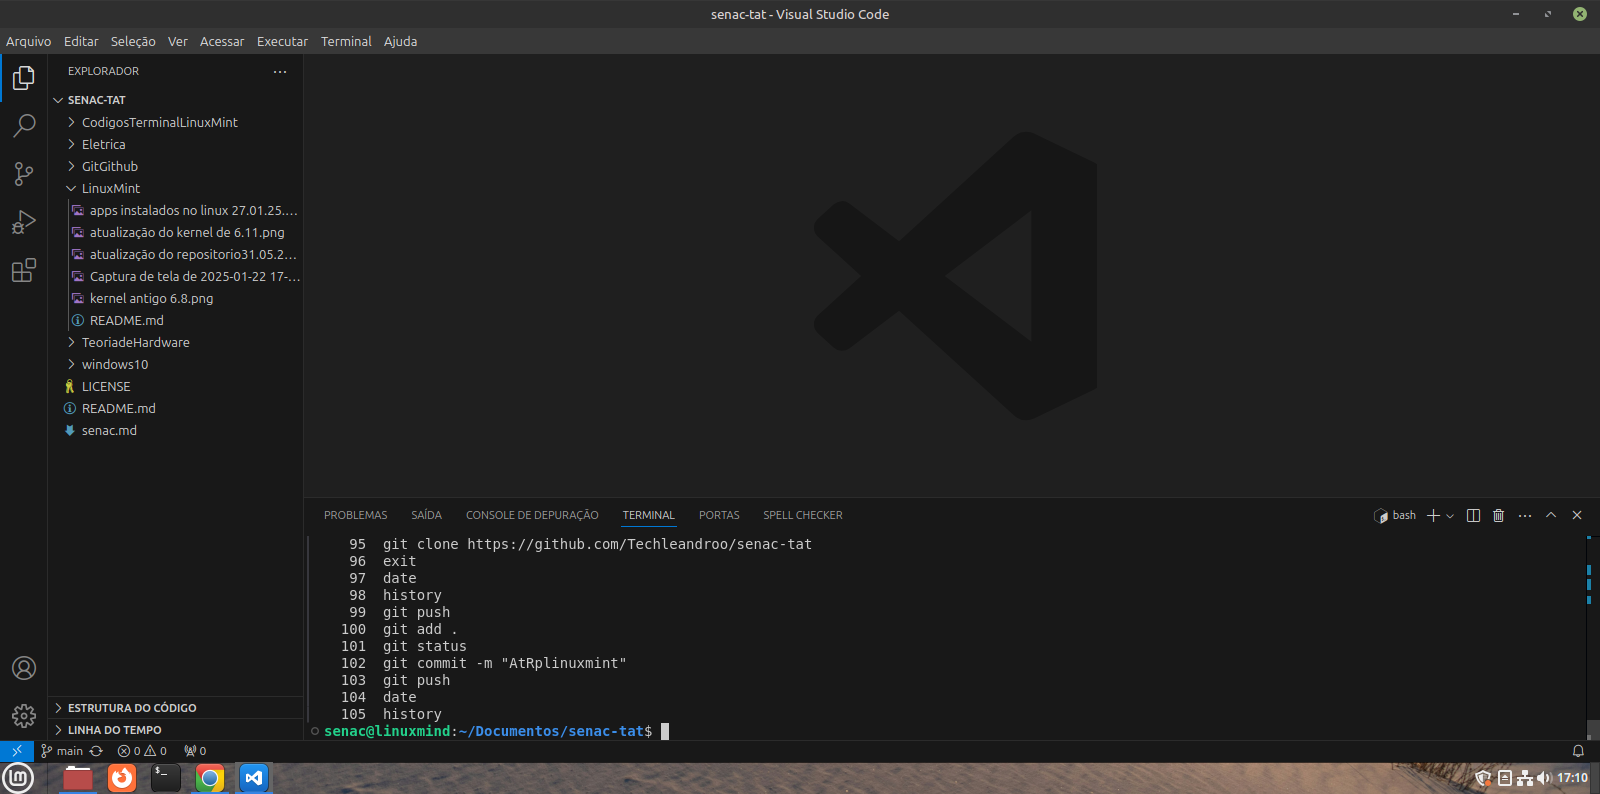 senac-tat - Visual Studio Code
Arquivo Editar Seleção Ver Acessar Executar Terminal Ajuda
EXPLORADOR
SENAC-TAT
CodigosTerminalLinuxMint
Eletrica
GitGithub
LinuxMint
apps instalados no linux 27.01.25....
atualização do kernel de 6.11.png
atualização do repositorio31.05.2...
Captura de tela de 2025-01-22 17-...
kernel antigo 6.8.png
README.md
TeoriadeHardware
windows10
LICENSE
README.md
senac.md
ESTRUTURA DO CÓDIGO
LINHA DO TEMPO
PROBLEMAS SAÍDA CONSOLE DE DEPURAÇÃO TERMINAL PORTAS SPELL CHECKER
bash
95 git clone https://github.com/Techleandroo/senac-tat
96 exit
97 date
98 history
99 git push
100 git add .
101 git status
102 git commit -m "AtRplinuxmint"
103 git push
104 date
105 history
senac@linuxmind:~/Documentos/senac-tat$
main 0 0 0
17:10